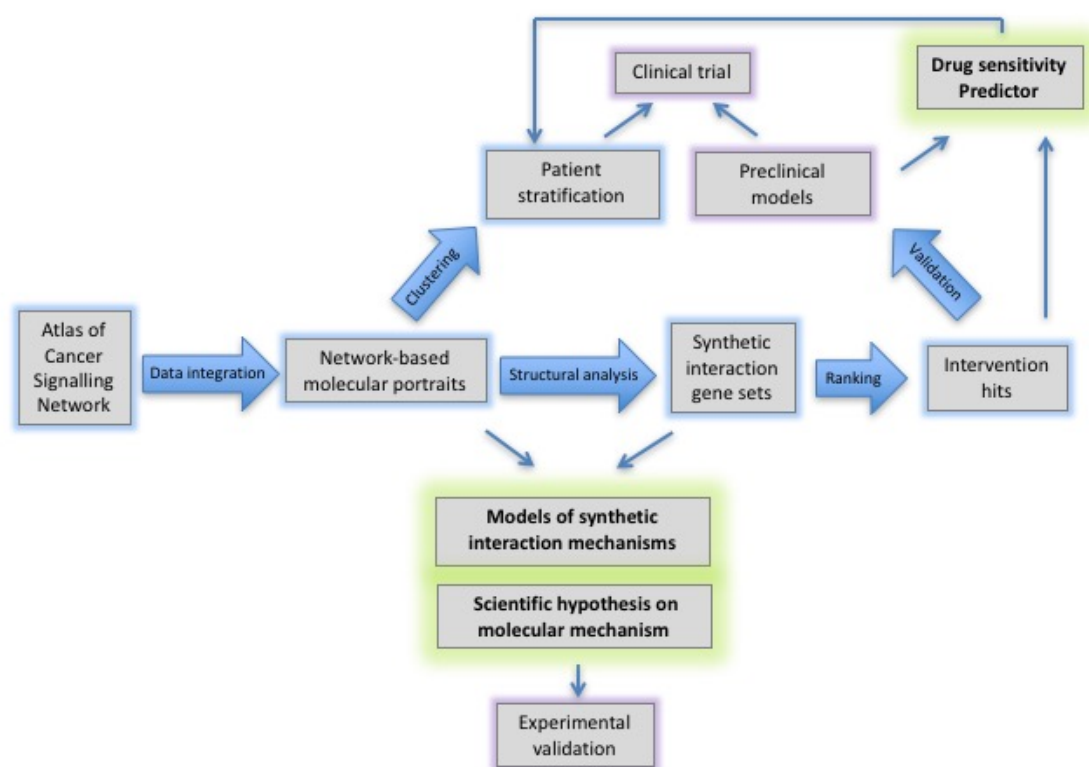 Clinical trial
Drug sensitivity
Predictor
Patient
stratification
Preclinical
models
Clustering
Validation
Atlas of
Cancer
Signalling
Network
Data integration
Network-based
molecular portraits
Structural analysis
Synthetic
interaction
gene sets
Ranking
Intervention
hits
Models of synthetic
interaction mechanisms
Scientific hypothesis on
molecular mechanism
Experimental
validation